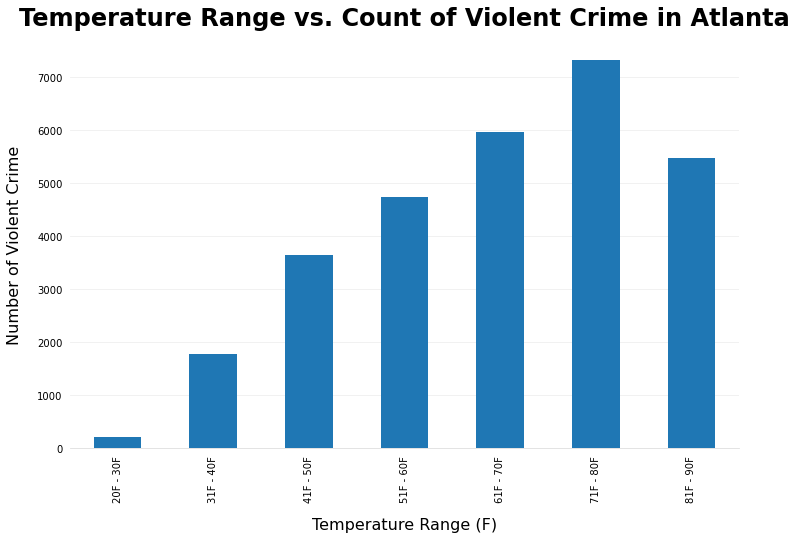 Temperature Range vs. Count of Violent Crime in Atlanta
Number of Violent Crime
7000
6000
5000
4000
3000
2000
1000
0
20F - 30F
31F - 40F
41F - 50F
51F - 60F
61F - 70F
71F - 80F
81F - 90F
Temperature Range (F)